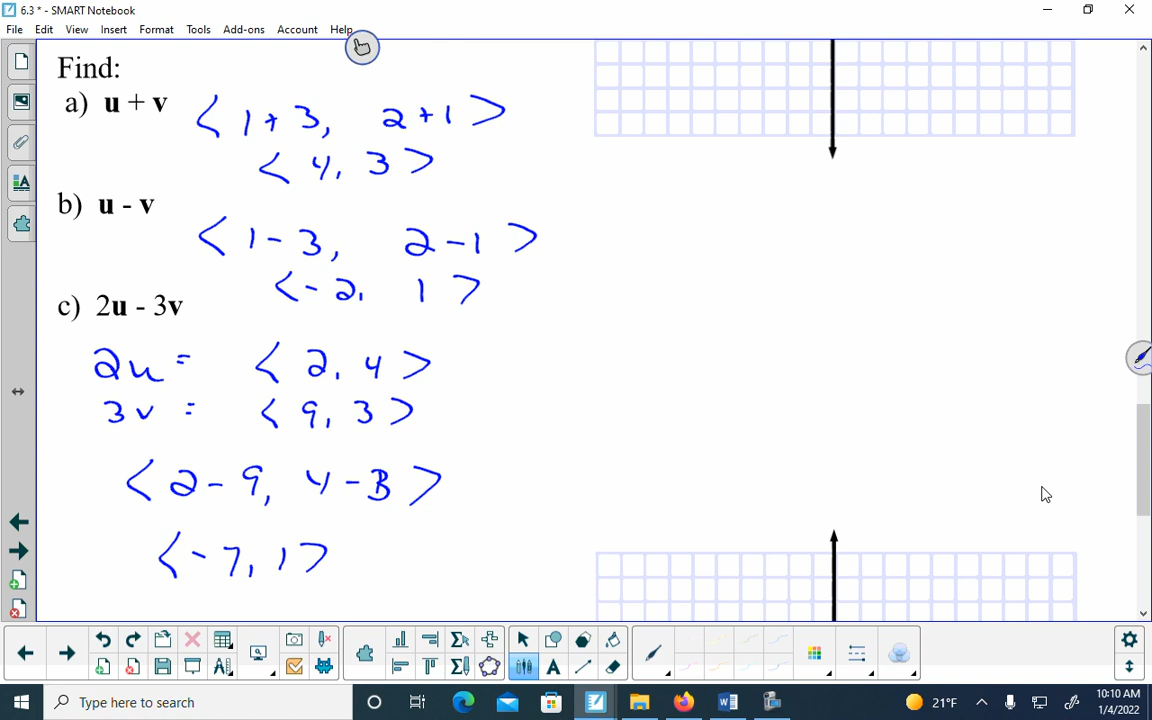 6.3 * - SMART Notebook
File Edit View Insert Format Tools Add-ons Account Help
Find:
a) u + v
< 1 + 3, 2 + 1 >
< 4, 3 >
b) u - v
< 1 - 3, 2 - 1 >
< - 2, 1 >
c) 2u - 3v
2u = < 2, 4 >
3v = < 9, 3 >
< 2 - 9, 4 - 3 >
< - 7, 1 >
Type here to search
21°F
10:10 AM
1/4/2022